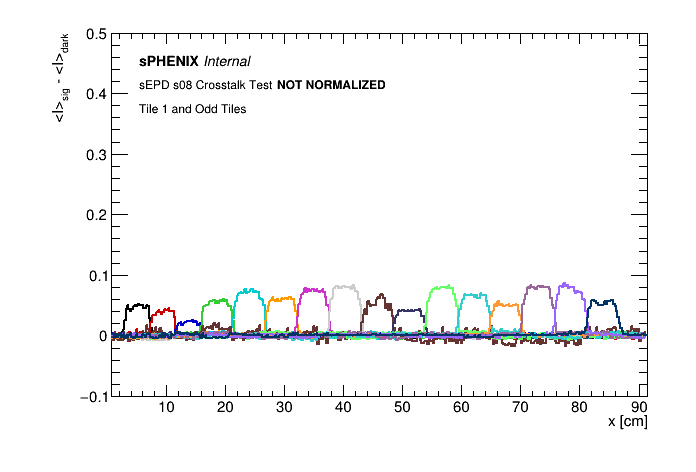 0.5
<I>sig - <I>dark
sPHENIX Internal
sEPD s08 Crosstalk Test NOT NORMALIZED
Tile 1 and Odd Tiles
0.4
0.3
0.2
0.1
0
−0.1
10 20 30 40 50 60 70 80 90
x [cm]